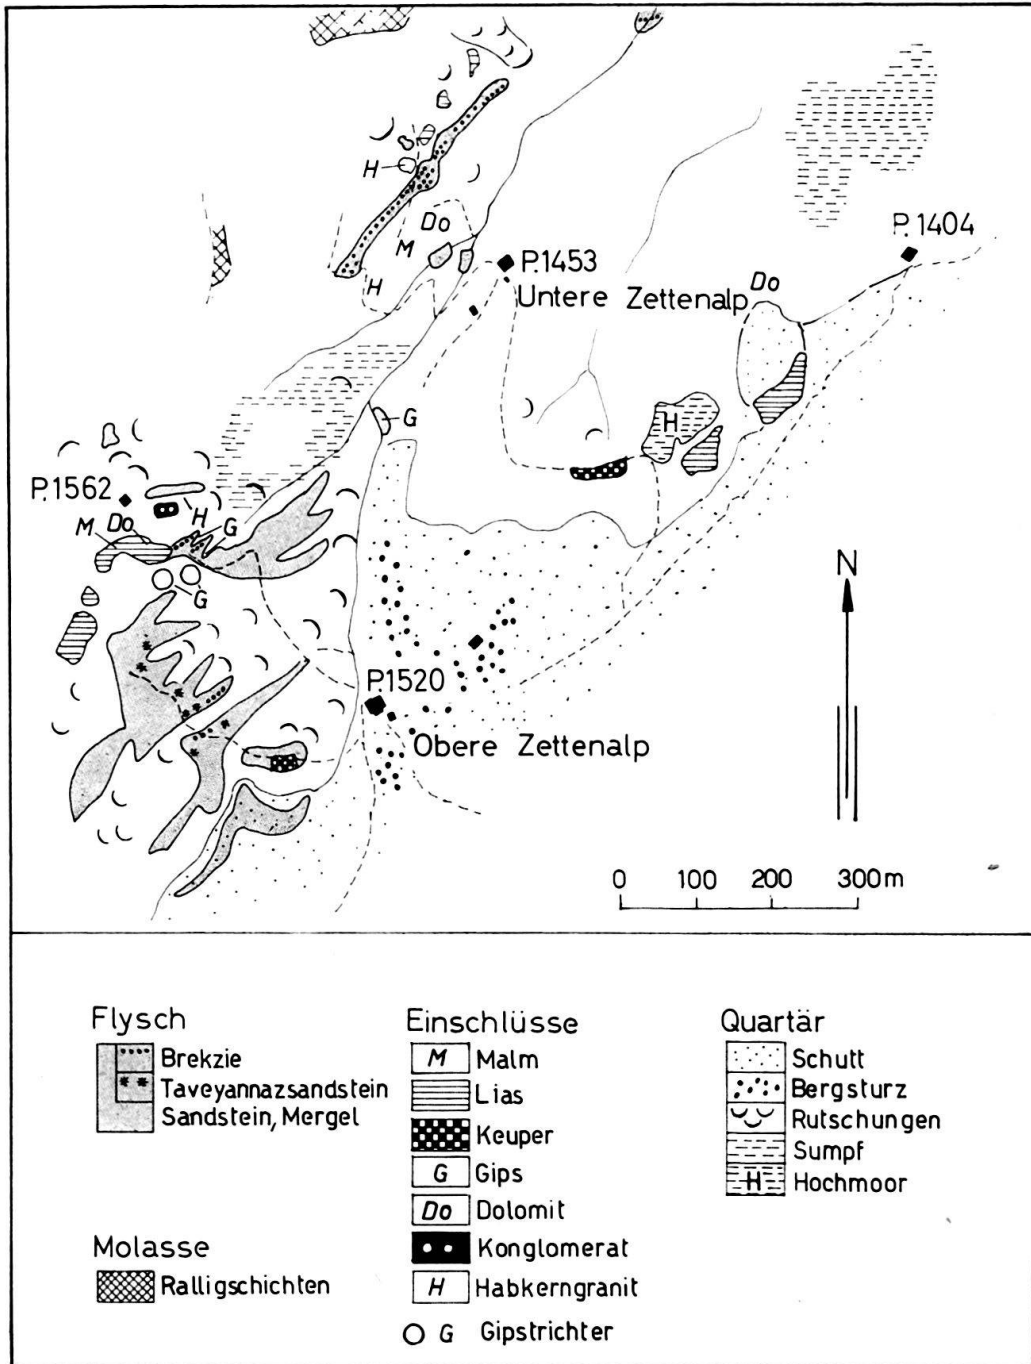 H
Do
M
H
P.1453
Untere Zettenalp
P.1404
Do
G
H
P.1562
H
G
Do
M
G
N
P.1520
Obere Zettenalp
0 100 200 300m
Flysch
Brekzie
Taveyannazsandstein
Sandstein, Mergel
Molasse
Ralligschichten
Einschlüsse
M Malm
Lias
Keuper
G Gips
Do Dolomit
Konglomerat
H Habkerngranit
G Gipstrichter
Quartär
Schutt
Bergsturz
Rutschungen
Sumpf
H Hochmoor